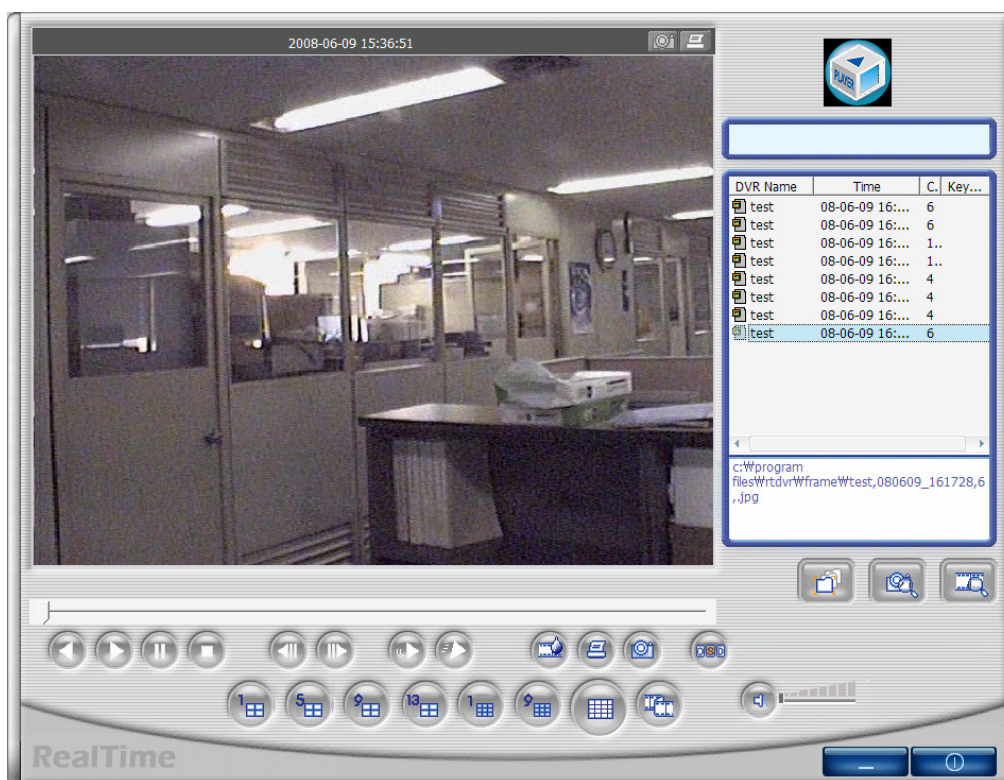 2008-06-09 15:36:51
PLAYER
DVR Name Time C. Key...
test 08-06-09 16:... 6
test 08-06-09 16:... 6
test 08-06-09 16:... 1..
test 08-06-09 16:... 1..
test 08-06-09 16:... 4
test 08-06-09 16:... 4
test 08-06-09 16:... 4
test 08-06-09 16:... 6
c:₩program
files₩rtdvr₩frame₩test,080609_161728,6
,.jpg
DSD
1 5 9 13 1 9
RealTime